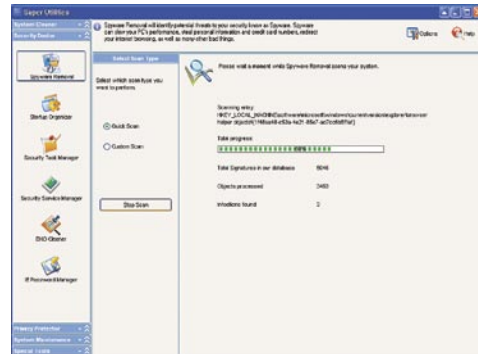 Super Utilities
System Cleaner
Security Doctor
Spyware Removal will identify potential threats to your security known as Spyware. Spyware
can slow your PC's performance, steal personal information and credit card numbers, redirect
your internet browsing, as well as many other bad things.
Options
Help
Spyware Removal
Startup Organizer
Security Task Manager
Security Service Manager
BHO Cleaner
IE Password Manager
Privacy Protector
System Maintenance
Special Tools
Select Scan Type
Select which scan type you
want to perform.
Quick Scan
Custom Scan
Stop Scan
Please wait a moment while Spyware Removal scans your system.
Scanning entry:
Total progress:
Total Signatures in our database
Objects processed
Infections found